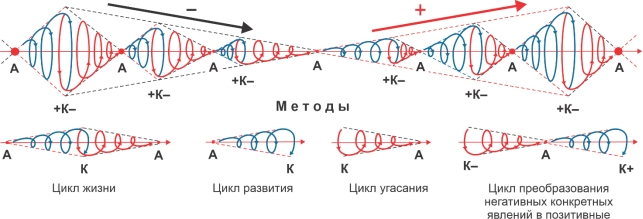 – +
А А А А А А А
+К– +К– +К– +К– +К– +К–
Методы
А К А А К К А К– А К+
Цикл жизни Цикл развития Цикл угасания Цикл преобразования
негативных конкретных
явлений в позитивные